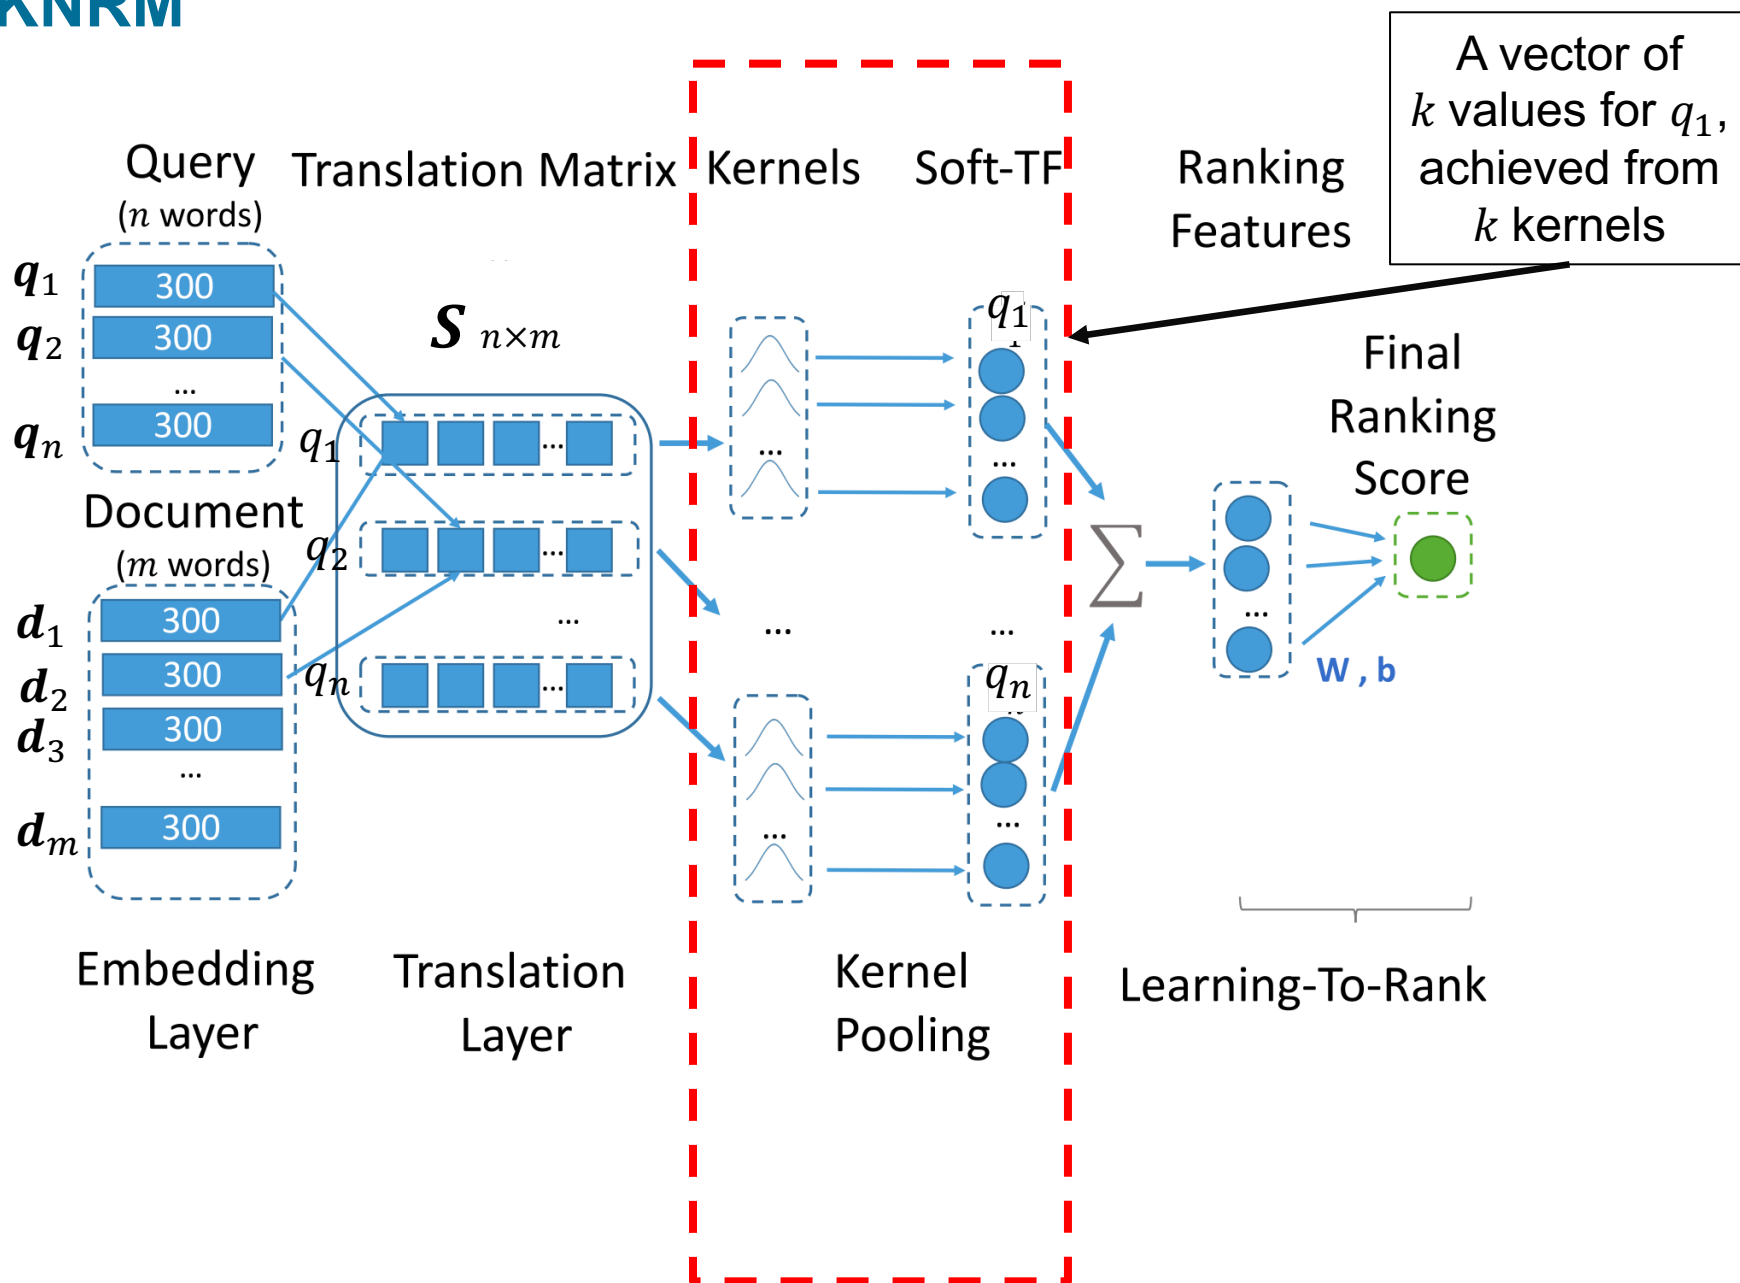 KNRM
A vector of
k values for q1,
achieved from
k kernels
Query
(n words)
Translation Matrix
Kernels
Soft-TF
Ranking
Features
q1 300
q2 300
...
qn 300
S n×m
q1 ...
q2 ...
...
qn ...
Document
(m words)
d1 300
d2 300
d3 300
...
dm 300
...
...
...
q1
...
...
qn
...
∑
...
W , b
Final
Ranking
Score
Embedding
Layer
Translation
Layer
Kernel
Pooling
Learning-To-Rank